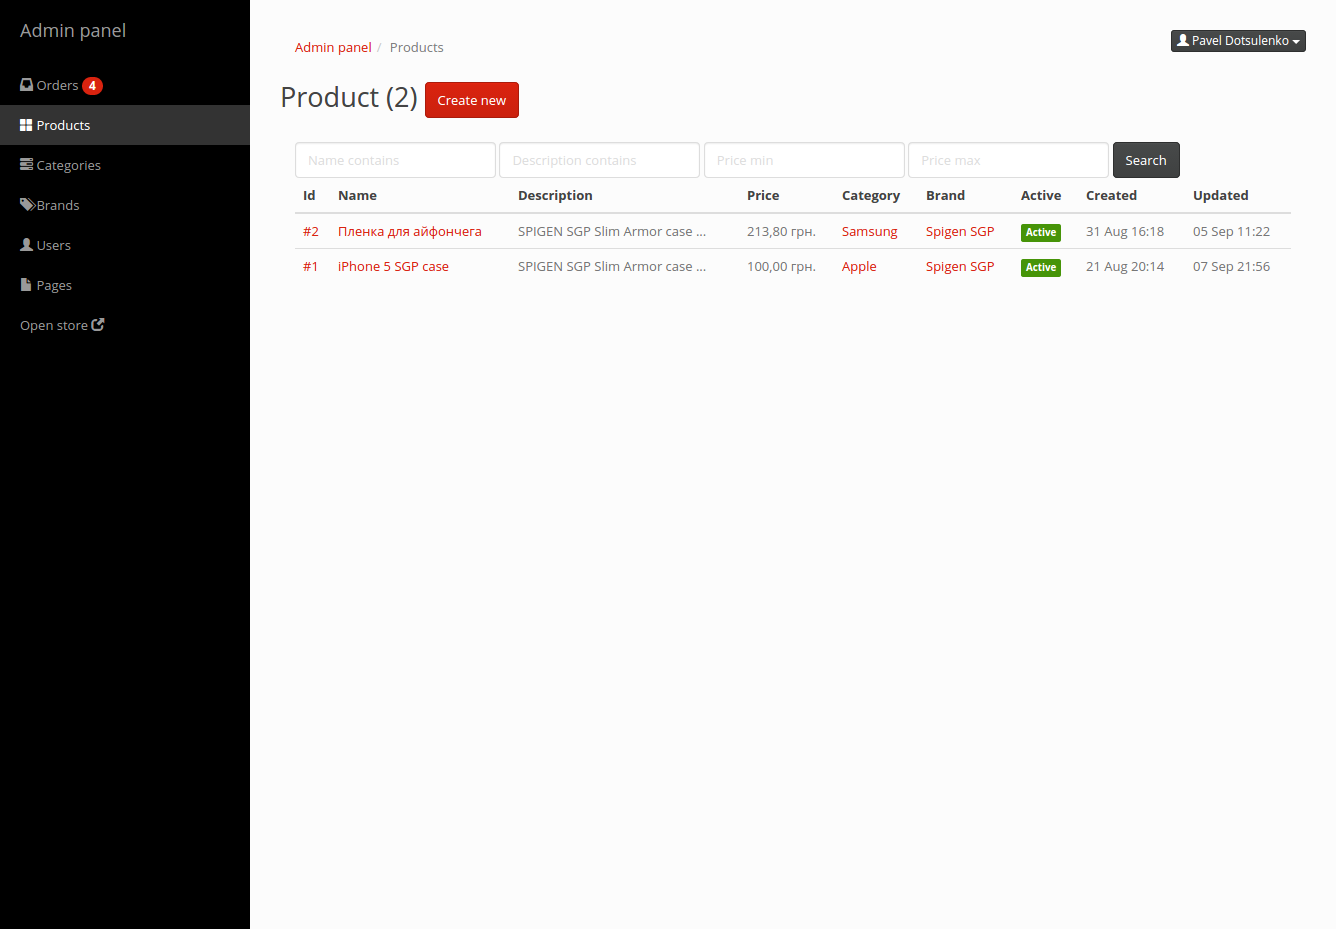 Admin panel
Orders 4
Products
Categories
Brands
Users
Pages
Open store
Admin panel / Products
Pavel Dotsulenko
Product (2) Create new
Name contains Description contains Price min Price max Search
Id Name Description Price Category Brand Active Created Updated
#2 Пленка для айфончега SPIGEN SGP Slim Armor case ... 213,80 грн. Samsung Spigen SGP Active 31 Aug 16:18 05 Sep 11:22
#1 iPhone 5 SGP case SPIGEN SGP Slim Armor case ... 100,00 грн. Apple Spigen SGP Active 21 Aug 20:14 07 Sep 21:56